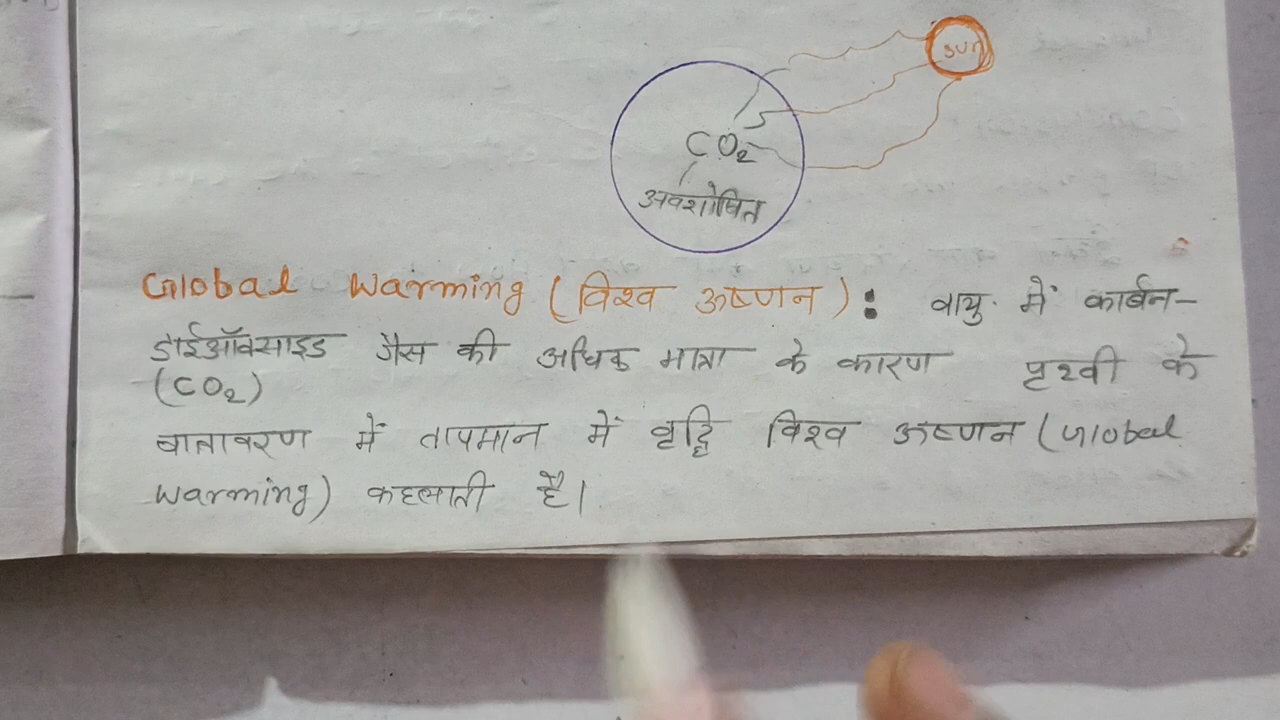 SUN
CO₂
अवशोषित
Global Warming (विश्व ऊष्णन) : वायु में कार्बन-
डाईऑक्साइड गैस की अधिक मात्रा के कारण पृथ्वी के
(CO₂)
वातावरण में तापमान में वृद्धि विश्व ऊष्णन (Global
Warming) कहलाती है।